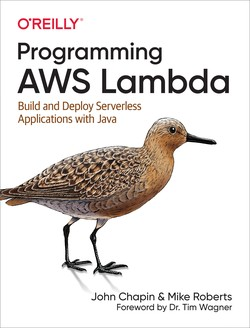 O'REILLY®
Programming
AWS Lambda
Build and Deploy Serverless
Applications with Java
John Chapin & Mike Roberts
Foreword by Dr. Tim Wagner